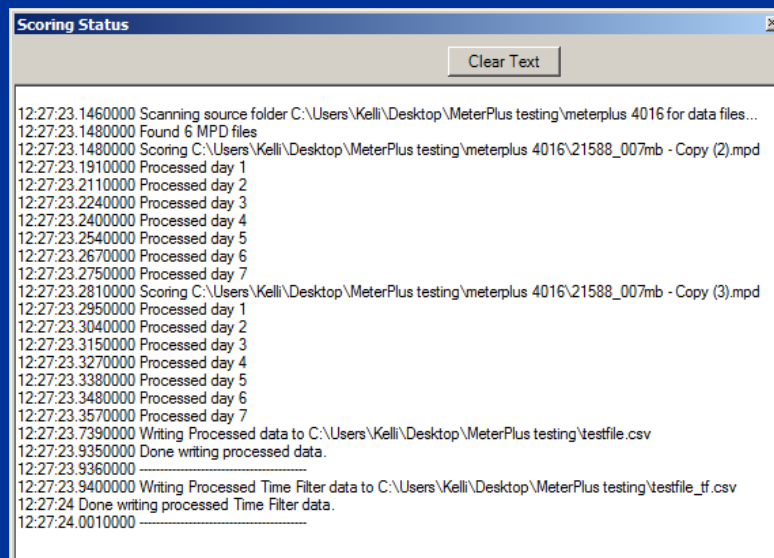 Scoring Status
Clear Text
12:27:23.1460000 Scanning source folder C:\Users\Kelli\Desktop\MeterPlus testing\meterplus 4016 for data files...
12:27:23.1480000 Found 6 MPD files
12:27:23.1480000 Scoring C:\Users\Kelli\Desktop\MeterPlus testing\meterplus 4016\21588_007mb - Copy (2).mpd
12:27:23.1910000 Processed day 1
12:27:23.2110000 Processed day 2
12:27:23.2240000 Processed day 3
12:27:23.2400000 Processed day 4
12:27:23.2540000 Processed day 5
12:27:23.2670000 Processed day 6
12:27:23.2750000 Processed day 7
12:27:23.2810000 Scoring C:\Users\Kelli\Desktop\MeterPlus testing\meterplus 4016\21588_007mb - Copy (3).mpd
12:27:23.2950000 Processed day 1
12:27:23.3040000 Processed day 2
12:27:23.3150000 Processed day 3
12:27:23.3270000 Processed day 4
12:27:23.3380000 Processed day 5
12:27:23.3480000 Processed day 6
12:27:23.3570000 Processed day 7
12:27:23.7390000 Writing Processed data to C:\Users\Kelli\Desktop\MeterPlus testing\testfile.csv
12:27:23.9350000 Done writing processed data.
12:27:23.9360000 -----------------------------------------
12:27:23.9400000 Writing Processed Time Filter data to C:\Users\Kelli\Desktop\MeterPlus testing\testfile_tf.csv
12:27:24 Done writing processed Time Filter data.
12:27:24.0010000 -----------------------------------------